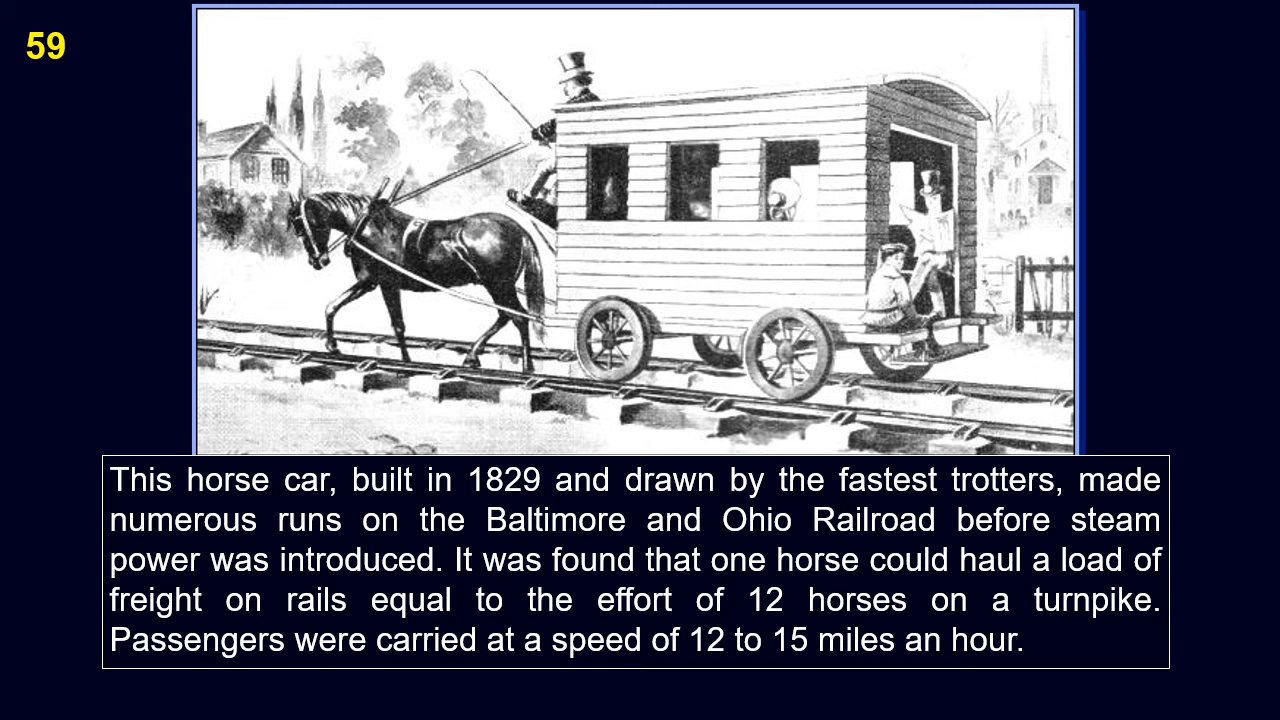 59
This horse car, built in 1829 and drawn by the fastest trotters, made
numerous runs on the Baltimore and Ohio Railroad before steam
power was introduced. It was found that one horse could haul a load of
freight on rails equal to the effort of 12 horses on a turnpike.
Passengers were carried at a speed of 12 to 15 miles an hour.